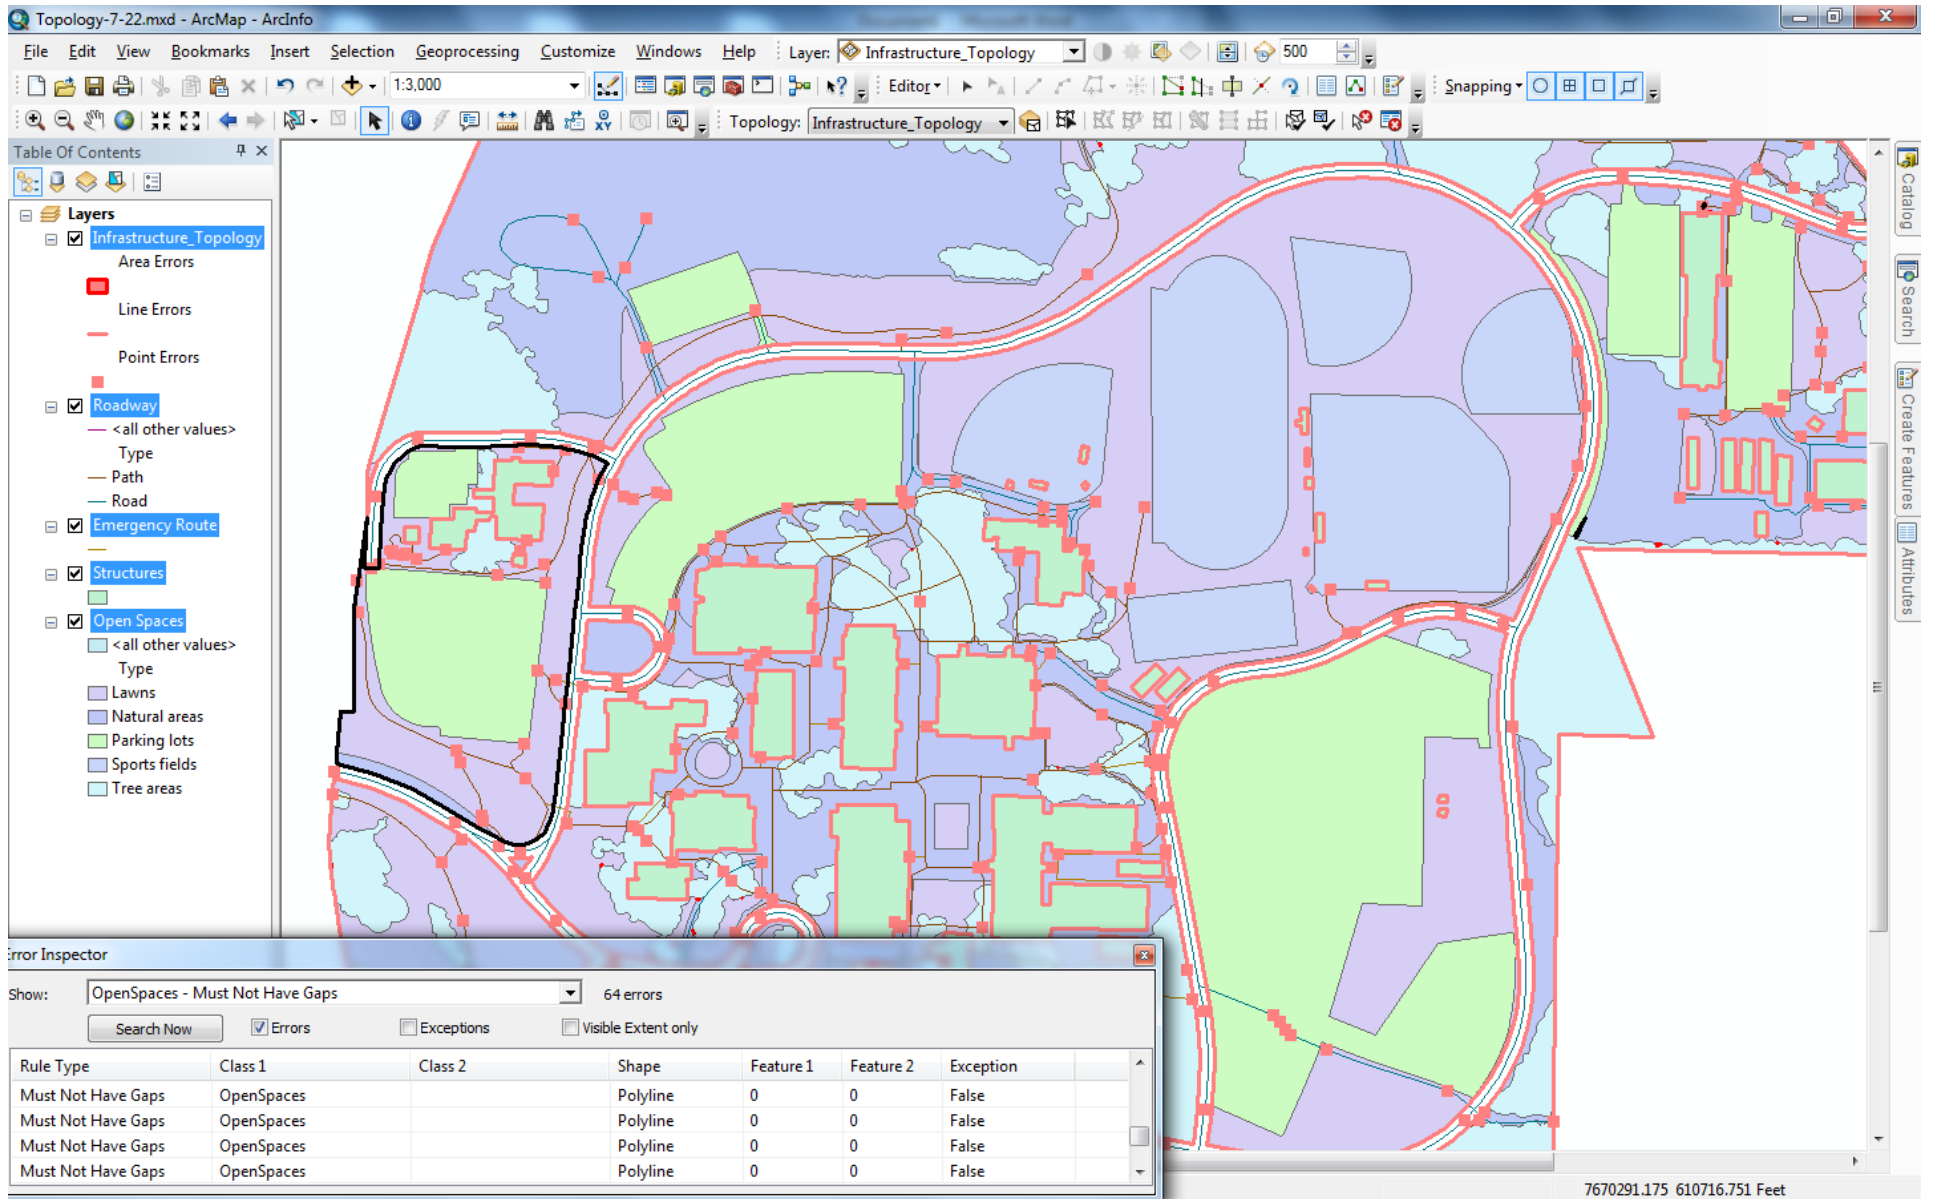 Topology-7-22.mxd - ArcMap - ArcInfo
File Edit View Bookmarks Insert Selection Geoprocessing Customize Windows Help Layer: Infrastructure_Topology 500
1:3,000 Editor Snapping
Topology: Infrastructure_Topology
Table Of Contents
Layers
Infrastructure_Topology
Area Errors
Line Errors
Point Errors
Roadway
<all other values>
Type
Path
Road
Emergency Route
Structures
Open Spaces
<all other values>
Type
Lawns
Natural areas
Parking lots
Sports fields
Tree areas
Catalog
Search
Create Features
Attributes
Error Inspector
Show: OpenSpaces - Must Not Have Gaps 64 errors
Search Now Errors Exceptions Visible Extent only
Rule Type Class 1 Class 2 Shape Feature 1 Feature 2 Exception
Must Not Have Gaps OpenSpaces Polyline 0 0 False
Must Not Have Gaps OpenSpaces Polyline 0 0 False
Must Not Have Gaps OpenSpaces Polyline 0 0 False
Must Not Have Gaps OpenSpaces Polyline 0 0 False
7670291.175 610716.751 Feet